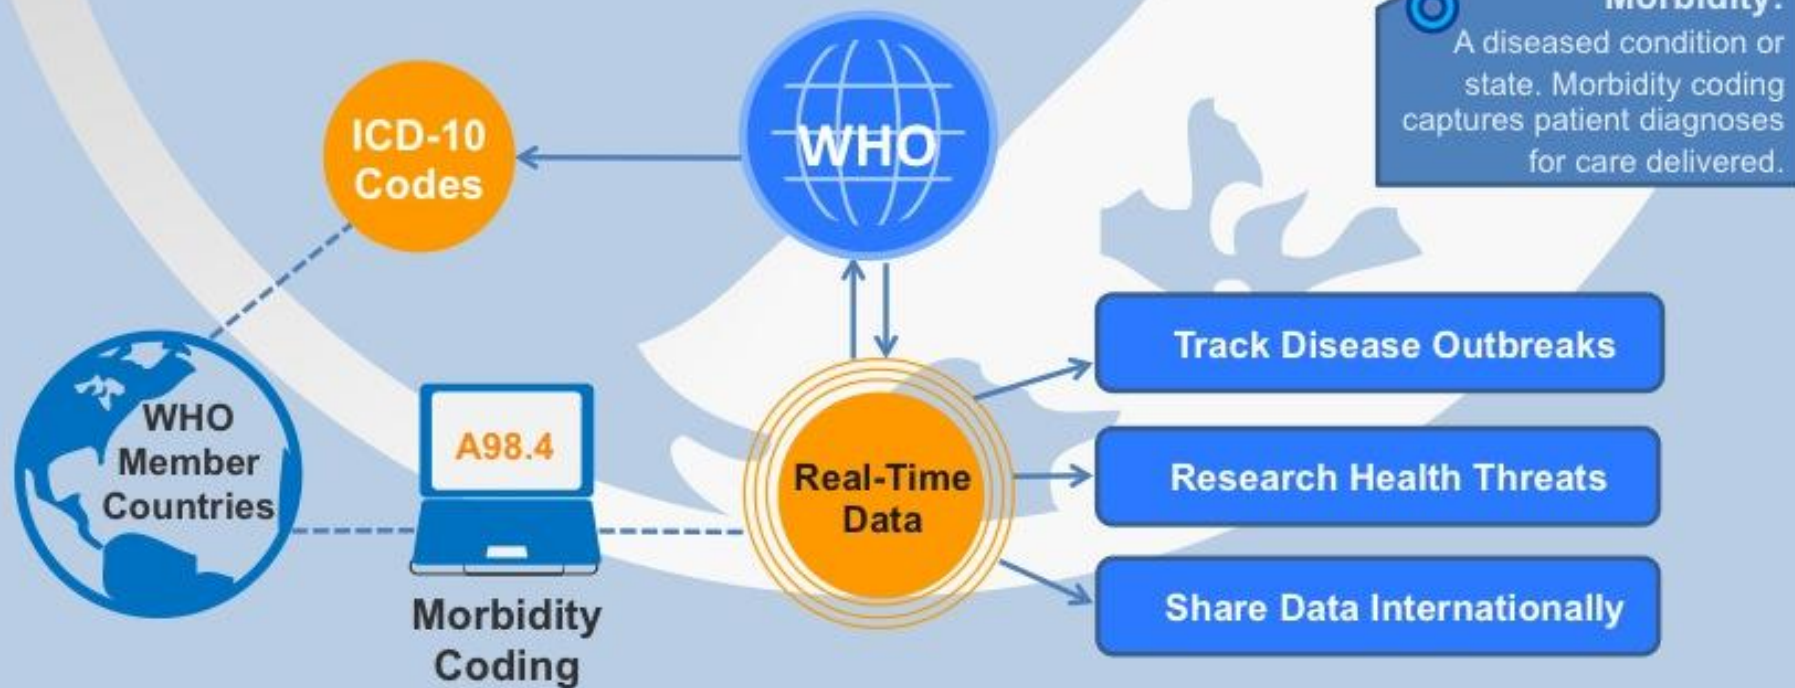 Morbidity:
A diseased condition or
state. Morbidity coding
captures patient diagnoses
for care delivered.
ICD-10
Codes
WHO
WHO
Member
Countries
A98.4
Morbidity
Coding
Real-Time
Data
Track Disease Outbreaks
Research Health Threats
Share Data Internationally